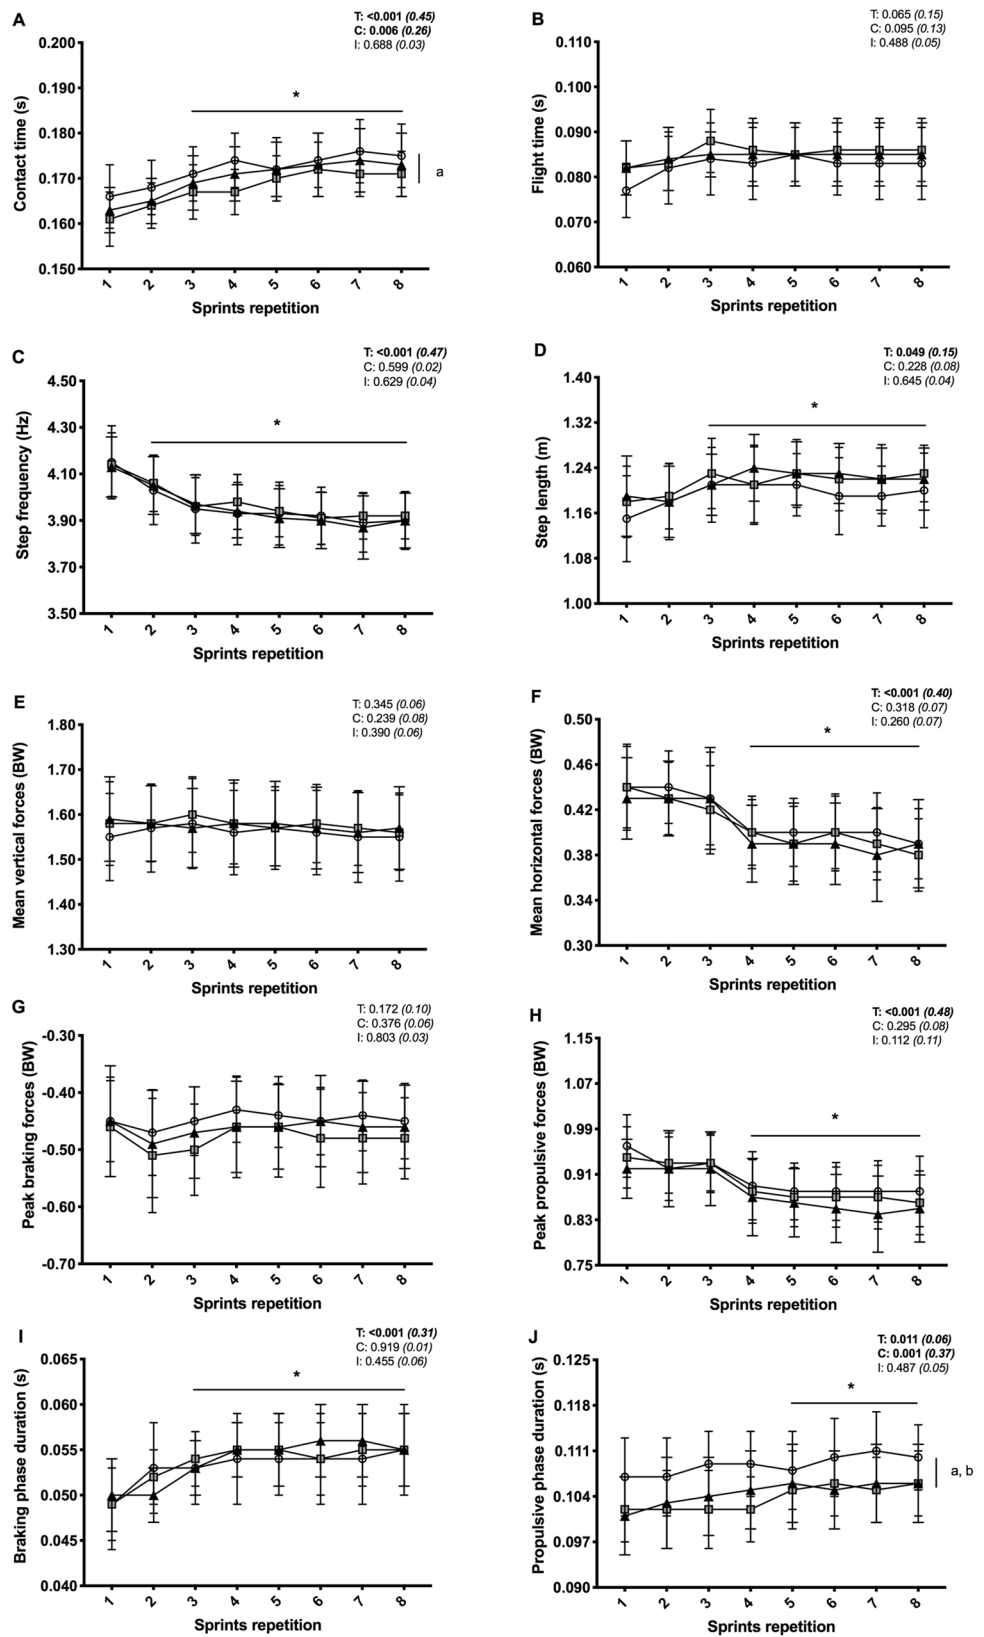 A
T: <0.001 (0.45)
C: 0.006 (0.26)
I: 0.688 (0.03)
0.200
0.190
0.180
0.170
0.160
0.150
Contact time (s)
*
a
1 2 3 4 5 6 7 8
Sprints repetition
B
T: 0.065 (0.15)
C: 0.095 (0.13)
I: 0.488 (0.05)
0.110
0.100
0.090
0.080
0.070
0.060
Flight time (s)
1 2 3 4 5 6 7 8
Sprints repetition
C
T: <0.001 (0.47)
C: 0.599 (0.02)
I: 0.629 (0.04)
4.50
4.30
4.10
3.90
3.70
3.50
Step frequency (Hz)
*
1 2 3 4 5 6 7 8
Sprints repetition
D
T: 0.049 (0.15)
C: 0.228 (0.08)
I: 0.645 (0.04)
1.40
1.32
1.24
1.16
1.08
1.00
Step length (m)
*
1 2 3 4 5 6 7 8
Sprints repetition
E
T: 0.345 (0.06)
C: 0.239 (0.08)
I: 0.390 (0.06)
1.80
1.70
1.60
1.50
1.40
1.30
Mean vertical forces (BW)
1 2 3 4 5 6 7 8
Sprints repetition
F
T: <0.001 (0.40)
C: 0.318 (0.07)
I: 0.260 (0.07)
0.50
0.46
0.42
0.38
0.34
0.30
Mean horizontal forces (BW)
*
1 2 3 4 5 6 7 8
Sprints repetition
G
T: 0.172 (0.10)
C: 0.376 (0.06)
I: 0.803 (0.03)
-0.30
-0.40
-0.50
-0.60
-0.70
Peak braking forces (BW)
1 2 3 4 5 6 7 8
Sprints repetition
H
T: <0.001 (0.48)
C: 0.295 (0.08)
I: 0.112 (0.11)
1.15
1.07
0.99
0.91
0.83
0.75
Peak propulsive forces (BW)
*
1 2 3 4 5 6 7 8
Sprints repetition
I
T: <0.001 (0.31)
C: 0.919 (0.01)
I: 0.455 (0.06)
0.065
0.060
0.055
0.050
0.045
0.040
Braking phase duration (s)
*
1 2 3 4 5 6 7 8
Sprints repetition
J
T: 0.011 (0.06)
C: 0.001 (0.37)
I: 0.487 (0.05)
0.125
0.118
0.111
0.104
0.097
0.090
Propulsive phase duration (s)
*
a, b
1 2 3 4 5 6 7 8
Sprints repetition